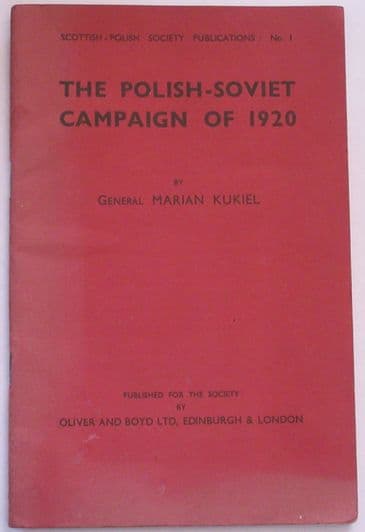 SCOTTISH-POLISH SOCIETY PUBLICATIONS: No. 1
THE POLISH-SOVIET
CAMPAIGN OF 1920
BY
GENERAL MARIAN KUKIEL
PUBLISHED FOR THE SOCIETY
BY
OLIVER AND BOYD LTD, EDINBURGH & LONDON